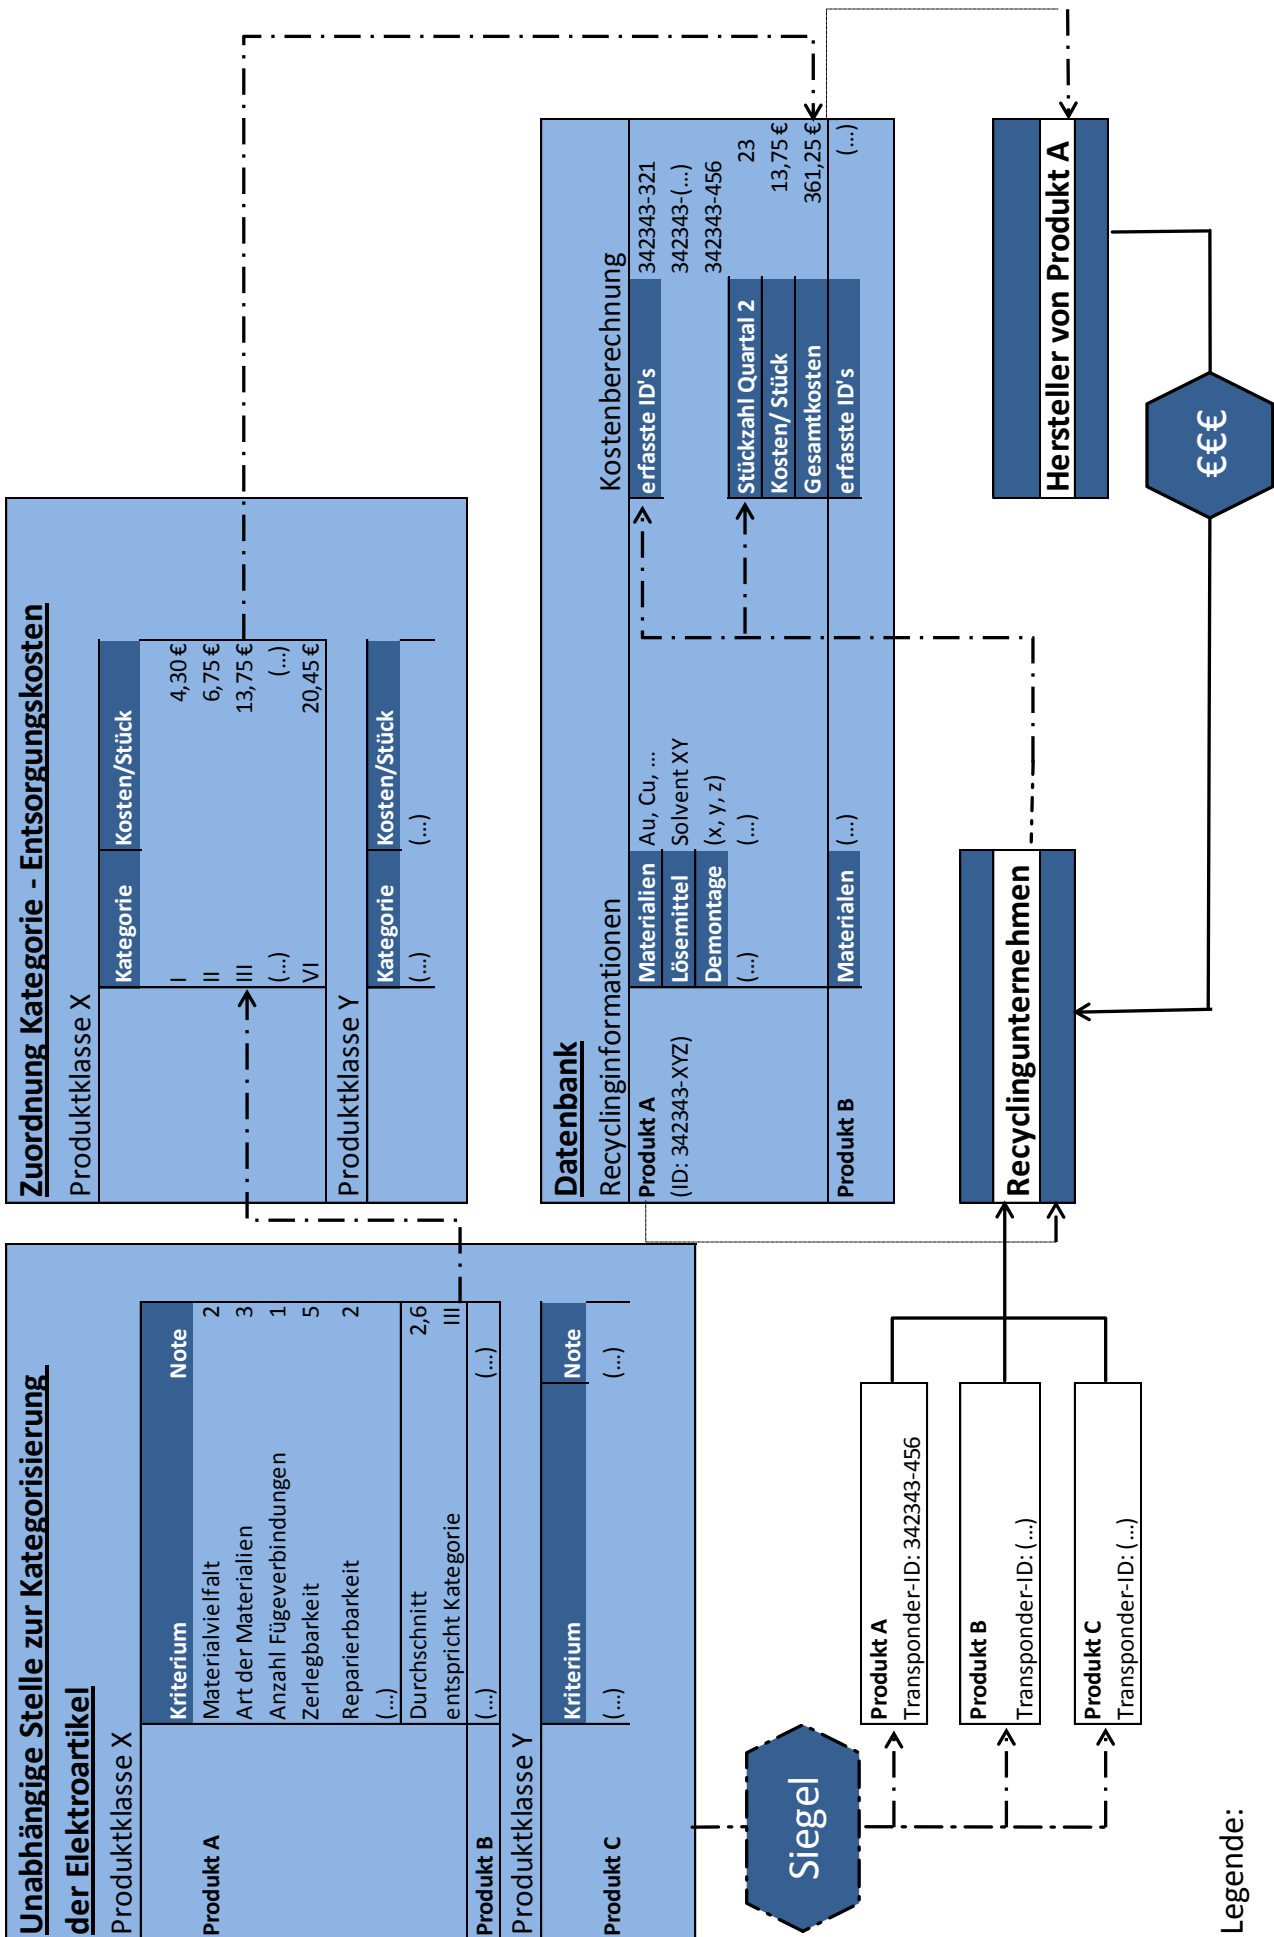 Unabhängige Stelle zur Kategorisierung
der Elektroartikel
Produktklasse X
Kriterium Note
Produkt A
Materialvielfalt 2
Art der Materialien 3
Anzahl Fügeverbindungen 1
Zerlegbarkeit 5
Reparierbarkeit 2
(...)
Durchschnitt 2,6
entspricht Kategorie III
Produkt B (...) (...)
Produktklasse Y
Kriterium Note
Produkt C (...) (...)
Zuordnung Kategorie - Entsorgungskosten
Produktklasse X
Kategorie Kosten/Stück
I 4,30 €
II 6,75 €
III 13,75 €
(...) (...)
VI 20,45 €
Produktklasse Y
Kategorie Kosten/Stück
(...) (...)
Datenbank
Recyclinginformationen Kostenberechnung
Produkt A Materialien Au, Cu, ... erfasste ID's 342343-321
(ID: 342343-XYZ) Lösemittel Solvent XY 342343-(...)
Demontage (x, y, z) 342343-456
(...) (...) Stückzahl Quartal 2 23
Kosten/ Stück 13,75 €
Gesamtkosten 361,25 €
Produkt B Materialen (...) erfasste ID's (...)
Siegel
Produkt A
Transponder-ID: 342343-456
Produkt B
Transponder-ID: (...)
Produkt C
Transponder-ID: (...)
Recyclingunternehmen
Hersteller von Produkt A
€€€
Legende: